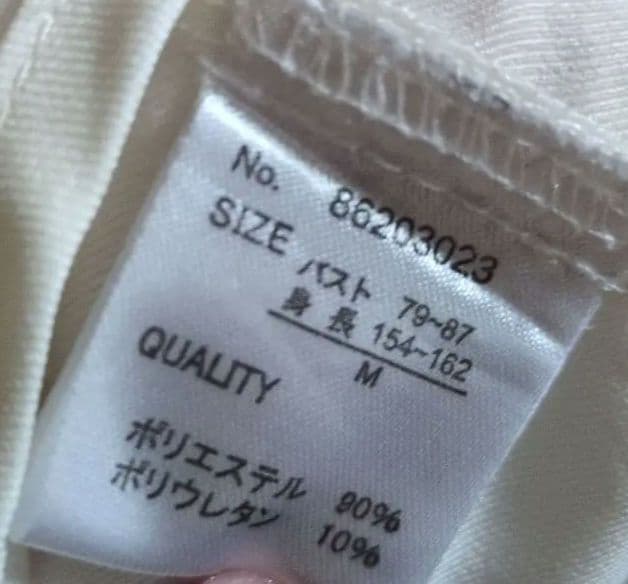 No. 86203023
SIZE バスト 79~87
身長 154~162
M
QUALITY
ポリエステル 90%
ポリウレタン 10%